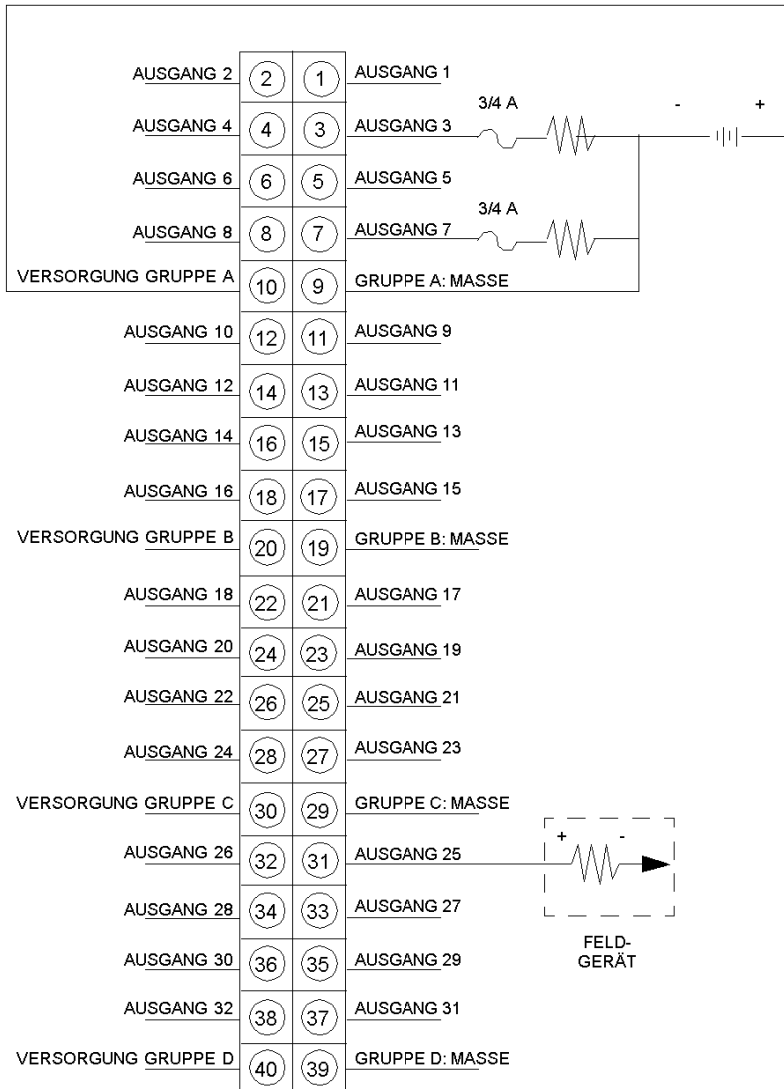 AUSGANG 2 2 1 AUSGANG 1
3/4 A - +
AUSGANG 4 4 3 AUSGANG 3
AUSGANG 6 6 5 AUSGANG 5
3/4 A
AUSGANG 8 8 7 AUSGANG 7
VERSORGUNG GRUPPE A 10 9 GRUPPE A: MASSE
AUSGANG 10 12 11 AUSGANG 9
AUSGANG 12 14 13 AUSGANG 11
AUSGANG 14 16 15 AUSGANG 13
AUSGANG 16 18 17 AUSGANG 15
VERSORGUNG GRUPPE B 20 19 GRUPPE B: MASSE
AUSGANG 18 22 21 AUSGANG 17
AUSGANG 20 24 23 AUSGANG 19
AUSGANG 22 26 25 AUSGANG 21
AUSGANG 24 28 27 AUSGANG 23
VERSORGUNG GRUPPE C 30 29 GRUPPE C: MASSE
+ -
AUSGANG 26 32 31 AUSGANG 25
AUSGANG 28 34 33 AUSGANG 27
FELD-
GERÄT
AUSGANG 30 36 35 AUSGANG 29
AUSGANG 32 38 37 AUSGANG 31
VERSORGUNG GRUPPE D 40 39 GRUPPE D: MASSE